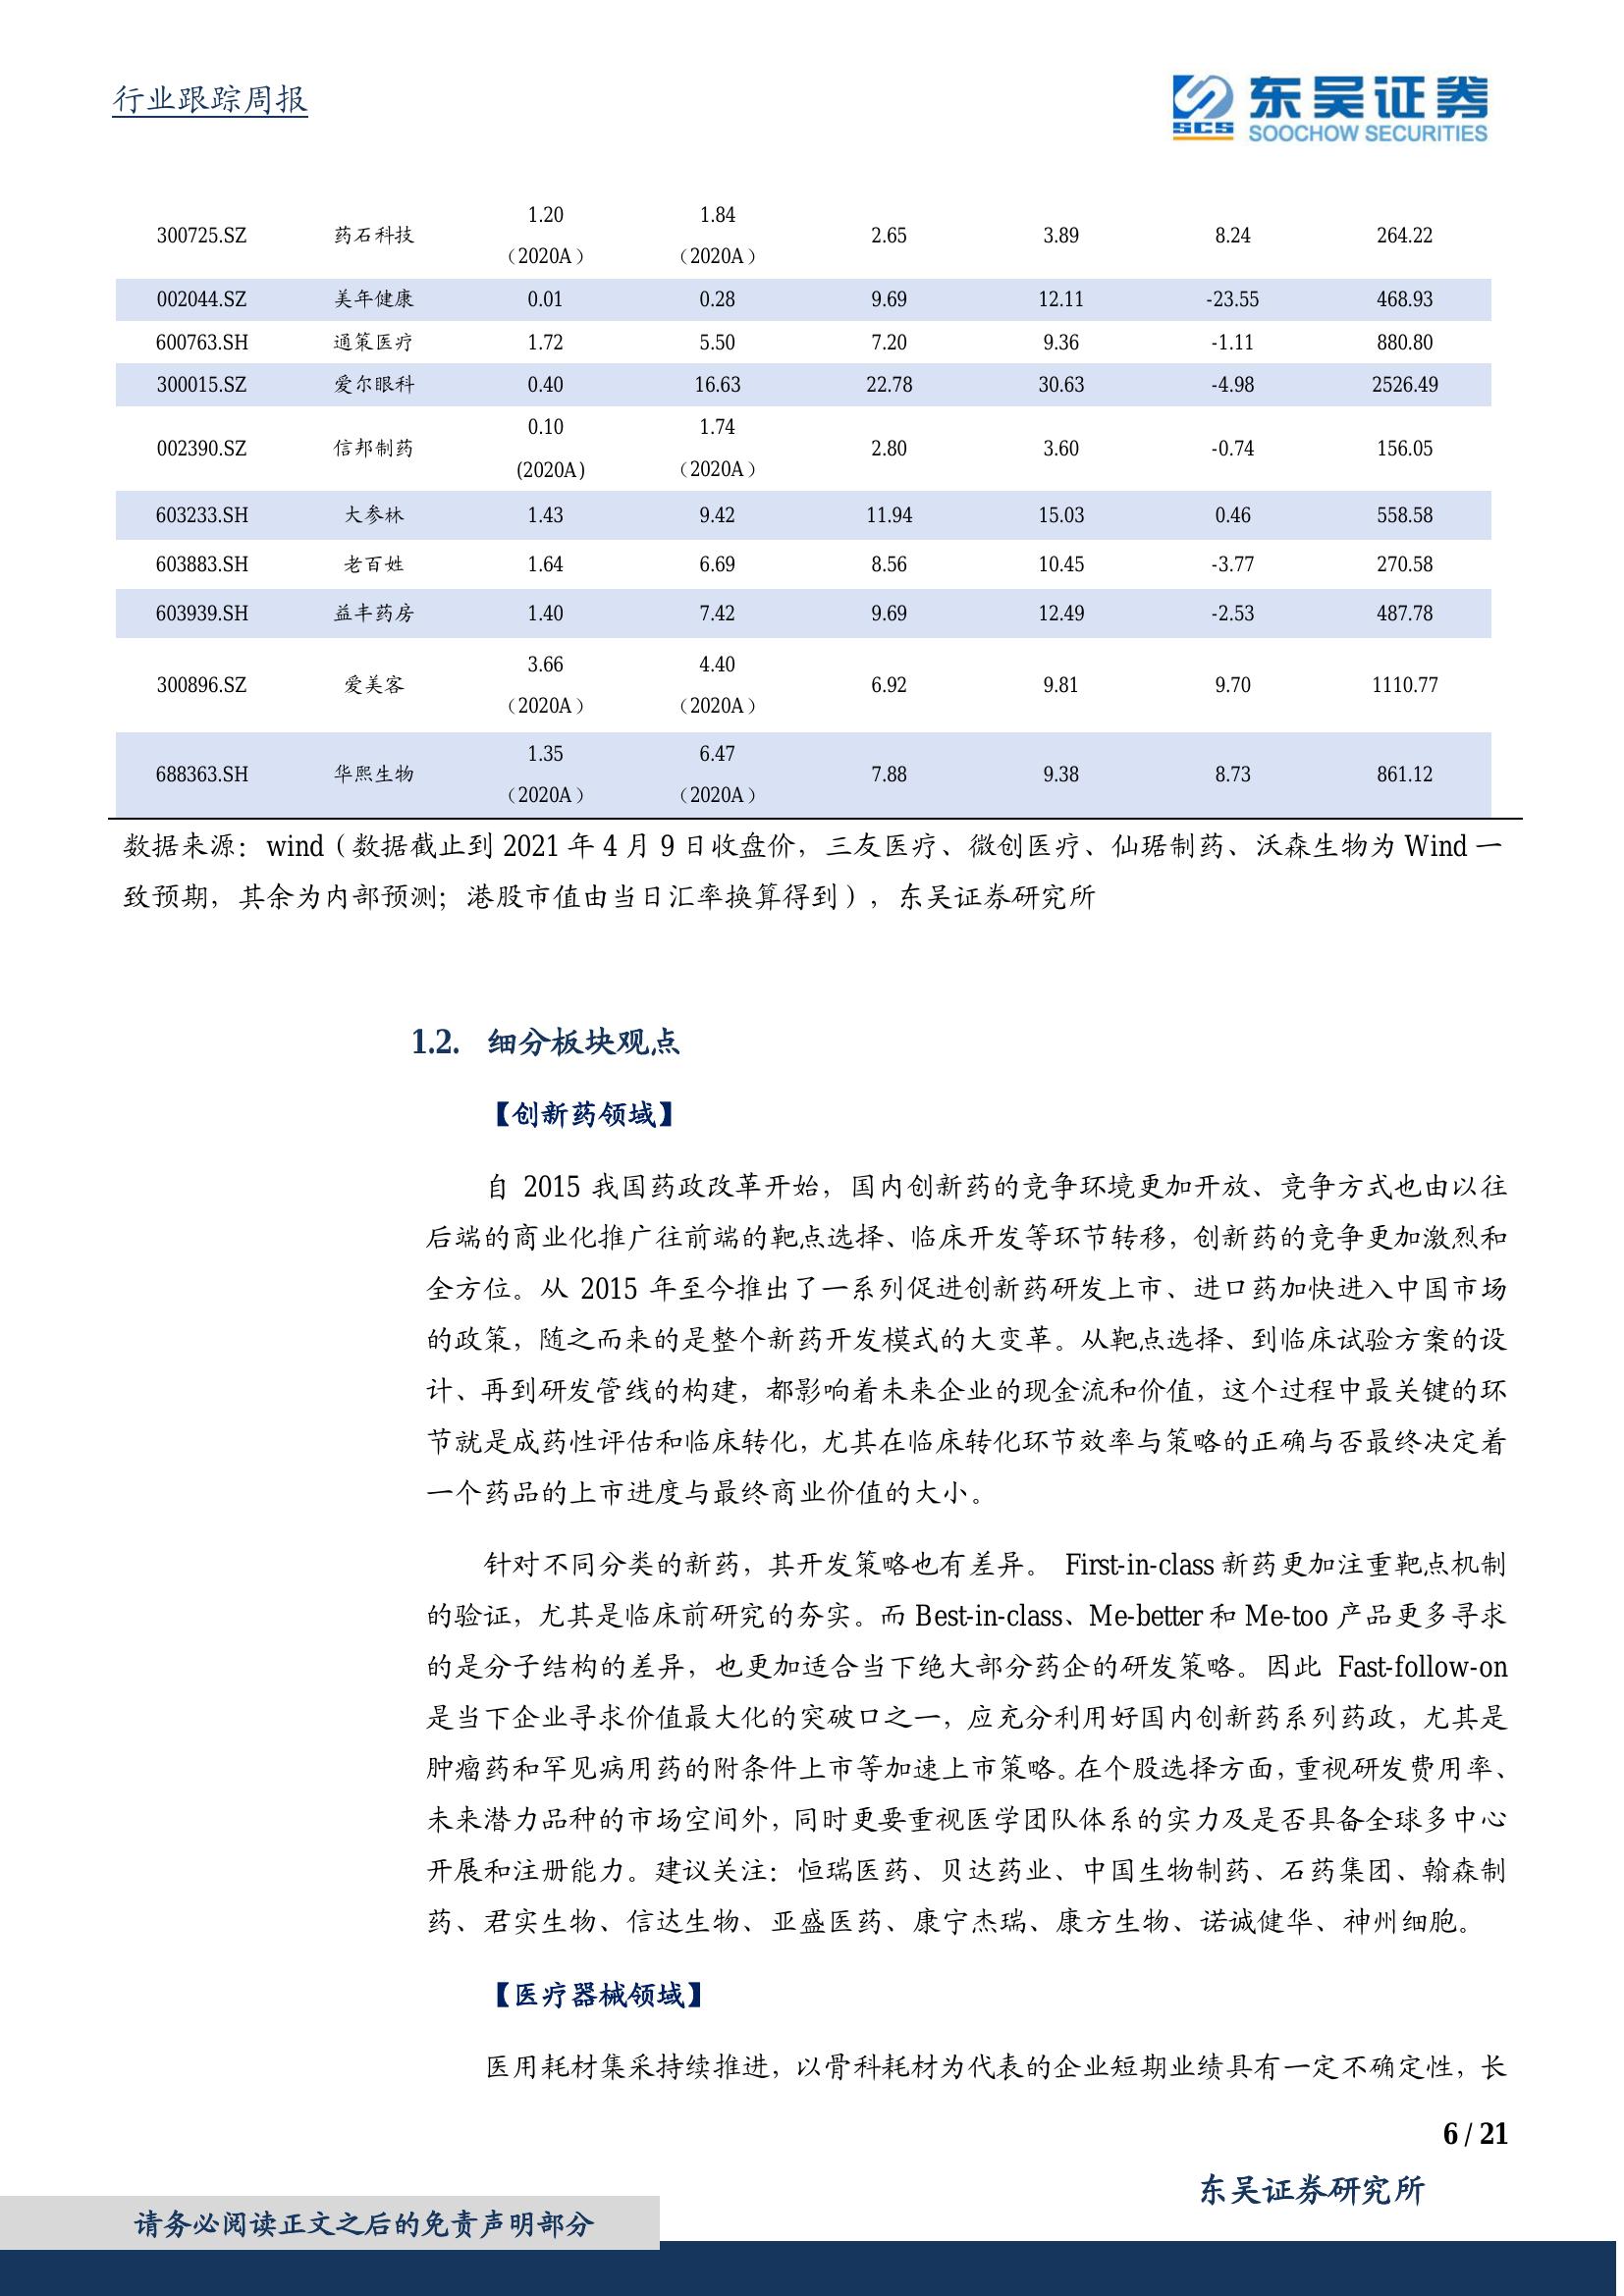 行业跟踪周报
东吴证券
SCS
SOOCHOW SECURITIES
300725.SZ 药石科技 1.20（2020A） 1.84（2020A） 2.65 3.89 8.24 264.22
002044.SZ 美年健康 0.01 0.28 9.69 12.11 -23.55 468.93
600763.SH 通策医疗 1.72 5.50 7.20 9.36 -1.11 880.80
300015.SZ 爱尔眼科 0.40 16.63 22.78 30.63 -4.98 2526.49
002390.SZ 信邦制药 0.10(2020A) 1.74（2020A） 2.80 3.60 -0.74 156.05
603233.SH 大参林 1.43 9.42 11.94 15.03 0.46 558.58
603883.SH 老百姓 1.64 6.69 8.56 10.45 -3.77 270.58
603939.SH 益丰药房 1.40 7.42 9.69 12.49 -2.53 487.78
300896.SZ 爱美客 3.66（2020A） 4.40（2020A） 6.92 9.81 9.70 1110.77
688363.SH 华熙生物 1.35（2020A） 6.47（2020A） 7.88 9.38 8.73 861.12
数据来源：wind（数据截止到 2021 年 4 月 9 日收盘价，三友医疗、微创医疗、仙琚制药、沃森生物为 Wind 一
致预期，其余为内部预测；港股市值由当日汇率换算得到），东吴证券研究所
1.2. 细分板块观点
【创新药领域】
自 2015 我国药政改革开始，国内创新药的竞争环境更加开放、竞争方式也由以往
后端的商业化推广往前端的靶点选择、临床开发等环节转移，创新药的竞争更加激烈和
全方位。从 2015 年至今推出了一系列促进创新药研发上市、进口药加快进入中国市场
的政策，随之而来的是整个新药开发模式的大变革。从靶点选择、到临床试验方案的设
计、再到研发管线的构建，都影响着未来企业的现金流和价值，这个过程中最关键的环
节就是成药性评估和临床转化，尤其在临床转化环节效率与策略的正确与否最终决定着
一个药品的上市进度与最终商业价值的大小。
针对不同分类的新药，其开发策略也有差异。 First-in-class 新药更加注重靶点机制
的验证，尤其是临床前研究的夯实。而 Best-in-class、Me-better 和 Me-too 产品更多寻求
的是分子结构的差异，也更加适合当下绝大部分药企的研发策略。因此 Fast-follow-on
是当下企业寻求价值最大化的突破口之一，应充分利用好国内创新药系列药政，尤其是
肿瘤药和罕见病用药的附条件上市等加速上市策略。在个股选择方面，重视研发费用率、
未来潜力品种的市场空间外，同时更要重视医学团队体系的实力及是否具备全球多中心
开展和注册能力。建议关注：恒瑞医药、贝达药业、中国生物制药、石药集团、翰森制
药、君实生物、信达生物、亚盛医药、康宁杰瑞、康方生物、诺诚健华、神州细胞。
【医疗器械领域】
医用耗材集采持续推进，以骨科耗材为代表的企业短期业绩具有一定不确定性，长
6 / 21
东吴证券研究所
请务必阅读正文之后的免责声明部分